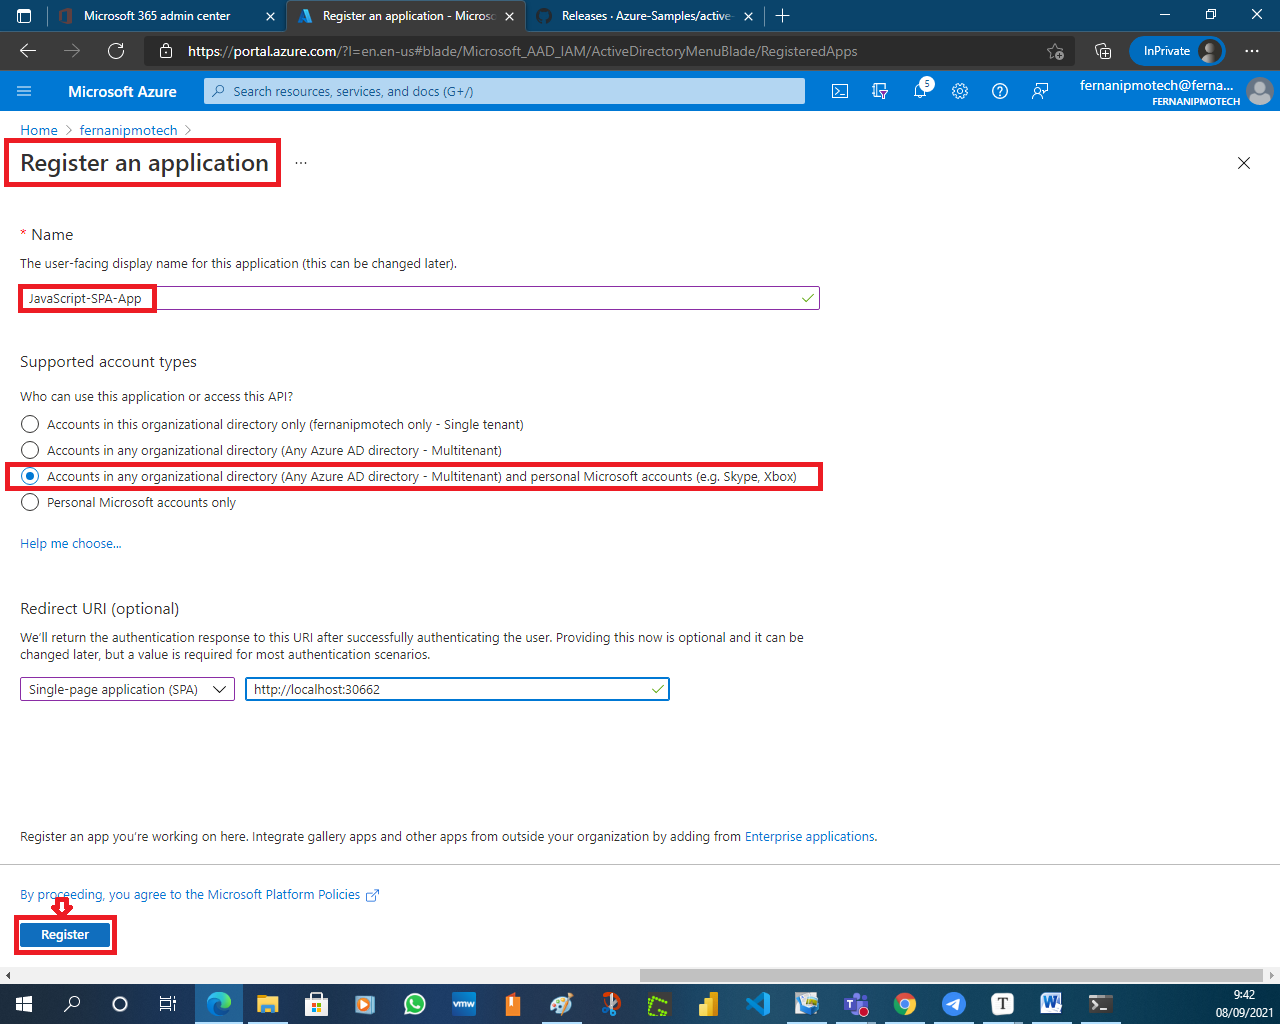 Microsoft 365 admin center
Register an application - Microsc
Releases · Azure-Samples/active-
https://portal.azure.com/?l=en.en-us#blade/Microsoft_AAD_IAM/ActiveDirectoryMenuBlade/RegisteredApps
InPrivate
Microsoft Azure
Search resources, services, and docs (G+/)
5
fernanipmotech@ferna...
FERNANIPMOTECH
Home > fernanipmotech >
Register an application ...
* Name
The user-facing display name for this application (this can be changed later).
JavaScript-SPA-App
Supported account types
Who can use this application or access this API?
Accounts in this organizational directory only (fernanipmotech only - Single tenant)
Accounts in any organizational directory (Any Azure AD directory - Multitenant)
Accounts in any organizational directory (Any Azure AD directory - Multitenant) and personal Microsoft accounts (e.g. Skype, Xbox)
Personal Microsoft accounts only
Help me choose...
Redirect URI (optional)
We'll return the authentication response to this URI after successfully authenticating the user. Providing this now is optional and it can be
changed later, but a value is required for most authentication scenarios.
Single-page application (SPA)
http://localhost:30662
Register an app you're working on here. Integrate gallery apps and other apps from outside your organization by adding from Enterprise applications.
By proceeding, you agree to the Microsoft Platform Policies
Register
vmw
T
W
9:42
08/09/2021